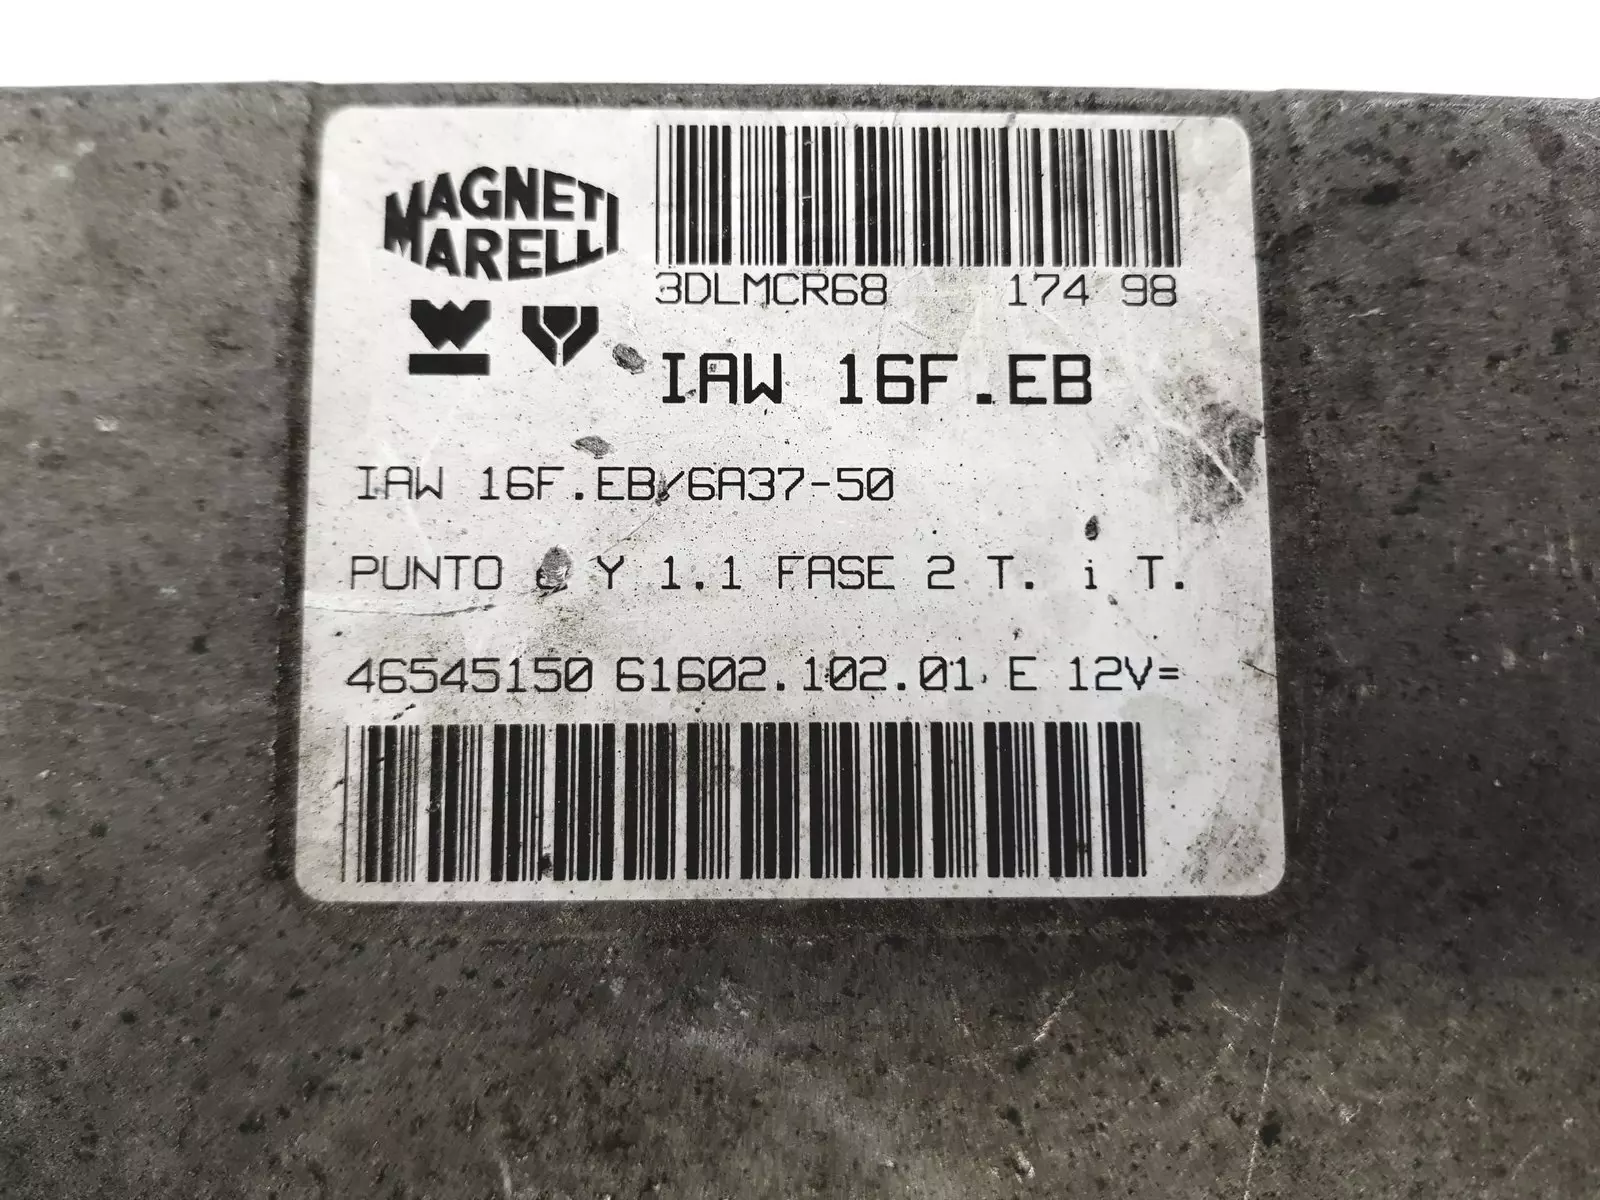 MAGNETI
MARELLI
3DLMCR68 174 98
IAW 16F.EB
IAW 16F.EB/6A37-50
PUNTO Y 1.1 FASE 2 T. i T.
46545150 61602.102.01 E 12V=